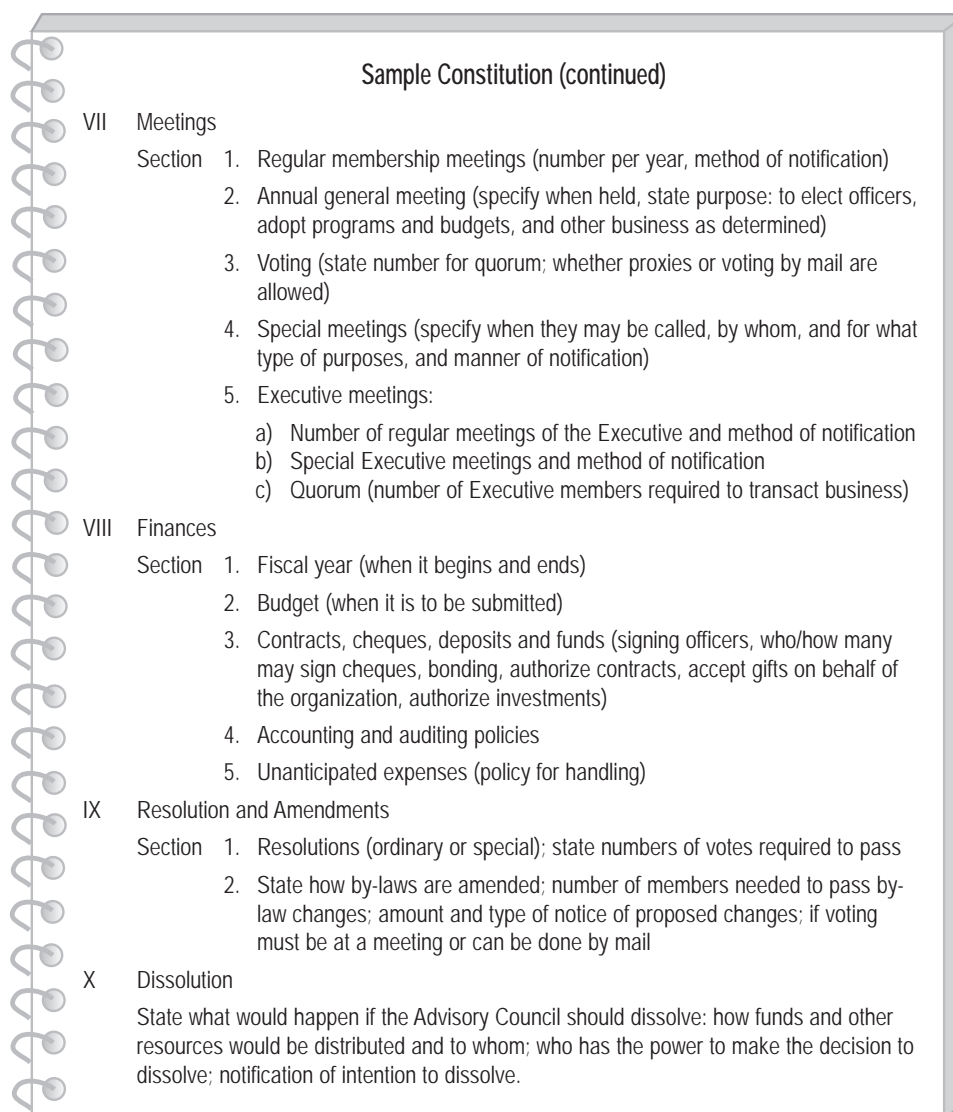 Sample Constitution (continued)
VII Meetings
Section 1. Regular membership meetings (number per year, method of notification)
2. Annual general meeting (specify when held, state purpose: to elect officers,
adopt programs and budgets, and other business as determined)
3. Voting (state number for quorum; whether proxies or voting by mail are
allowed)
4. Special meetings (specify when they may be called, by whom, and for what
type of purposes, and manner of notification)
5. Executive meetings:
a) Number of regular meetings of the Executive and method of notification
b) Special Executive meetings and method of notification
c) Quorum (number of Executive members required to transact business)
VIII Finances
Section 1. Fiscal year (when it begins and ends)
2. Budget (when it is to be submitted)
3. Contracts, cheques, deposits and funds (signing officers, who/how many
may sign cheques, bonding, authorize contracts, accept gifts on behalf of
the organization, authorize investments)
4. Accounting and auditing policies
5. Unanticipated expenses (policy for handling)
IX Resolution and Amendments
Section 1. Resolutions (ordinary or special); state numbers of votes required to pass
2. State how by-laws are amended; number of members needed to pass by-
law changes; amount and type of notice of proposed changes; if voting
must be at a meeting or can be done by mail
X Dissolution
State what would happen if the Advisory Council should dissolve: how funds and other
resources would be distributed and to whom; who has the power to make the decision to
dissolve; notification of intention to dissolve.